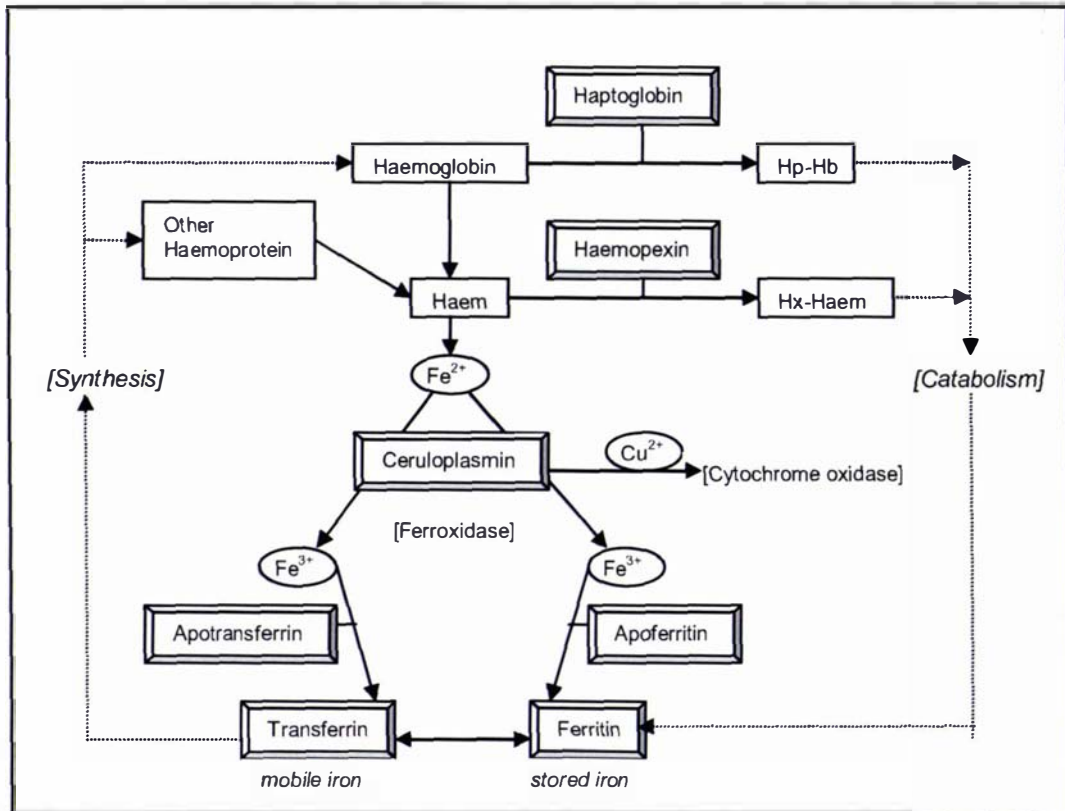 Haptoglobin
Haemoglobin
Hp-Hb
Other
Haemoprotein
Haemopexin
Haem
Hx-Haem
[Synthesis]
Fe²⁺
[Catabolism]
Ceruloplasmin
Cu²⁺
[Cytochrome oxidase]
[Ferroxidase]
Fe³⁺
Fe³⁺
Apotransferrin
Apoferritin
Transferrin
Ferritin
mobile iron
stored iron